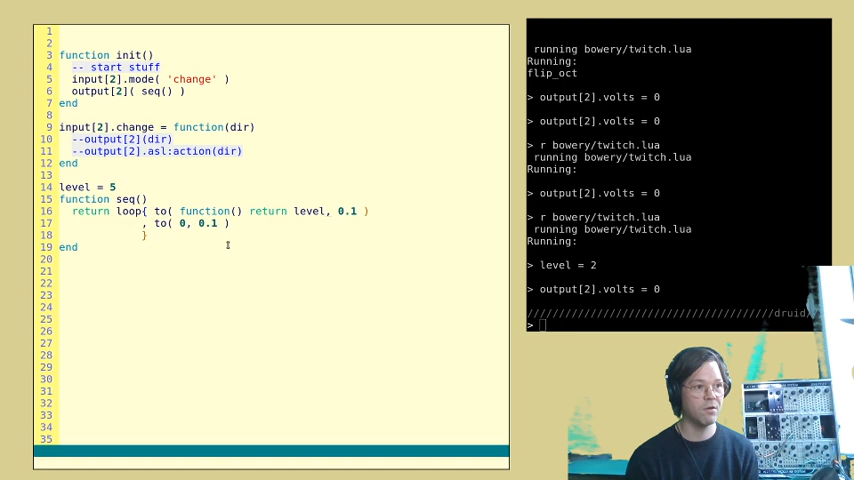 1
2
3 function init()
4 -- start stuff
5 input[2].mode( 'change' )
6 output[2]( seq() )
7 end
8
9 input[2].change = function(dir)
10 --output[2](dir)
11 --output[2].asl:action(dir)
12 end
13
14 level = 5
15 function seq()
16 return loop{ to( function() return level, 0.1 )
17 , to( 0, 0.1 )
18 }
19 end
20
21
22
23
24
25
26
27
28
29
30
31
32
33
34
35
running bowery/twitch.lua
Running:
flip_oct
> output[2].volts = 0
> output[2].volts = 0
> r bowery/twitch.lua
running bowery/twitch.lua
Running:
> output[2].volts = 0
> r bowery/twitch.lua
running bowery/twitch.lua
Running:
> level = 2
> output[2].volts = 0
//////////////////////////////////////////druid/
>